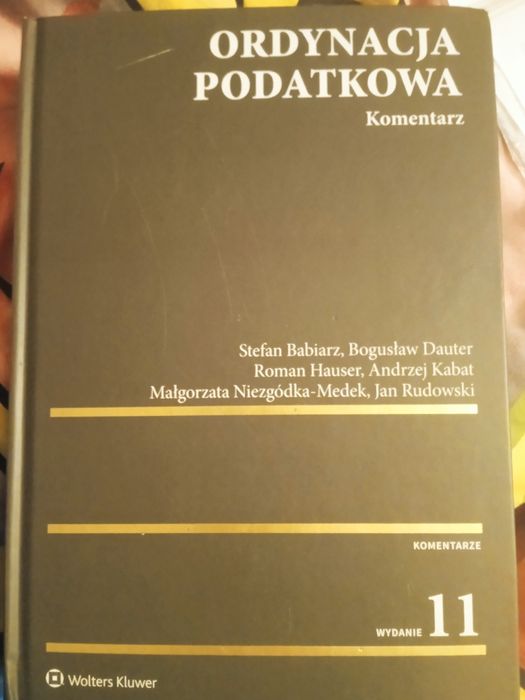 ORDYNACJA
PODATKOWA
Komentarz
Stefan Babiarz, Bogusław Dauter
Roman Hauser, Andrzej Kabat
Małgorzata Niezgódka-Medek, Jan Rudowski
KOMENTARZE
WYDANIE 11
Wolters Kluwer